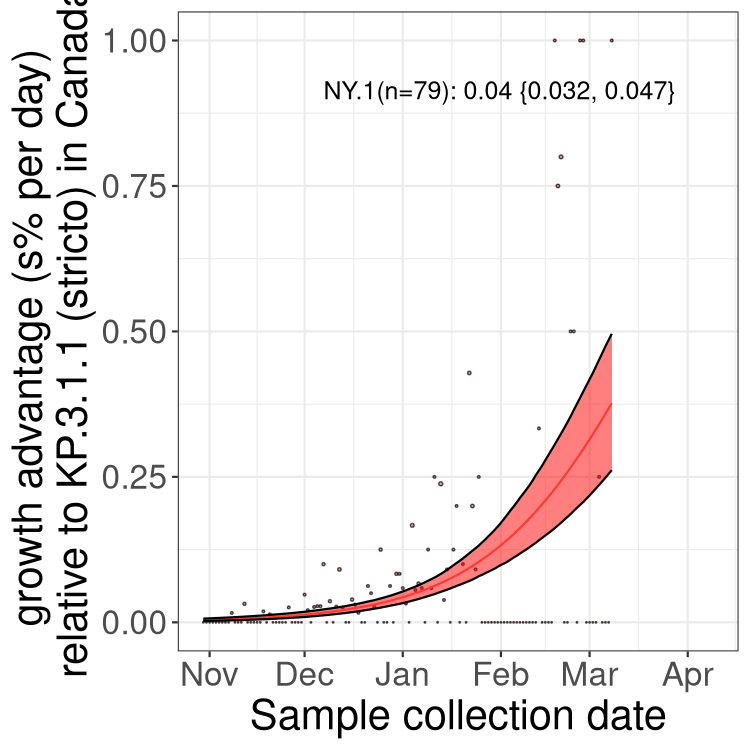 growth advantage (s% per day)
relative to KP.3.1.1 (stricto) in Canada
1.00
0.75
0.50
0.25
0.00
NY.1(n=79): 0.04 {0.032, 0.047}
Nov Dec Jan Feb Mar Apr
Sample collection date